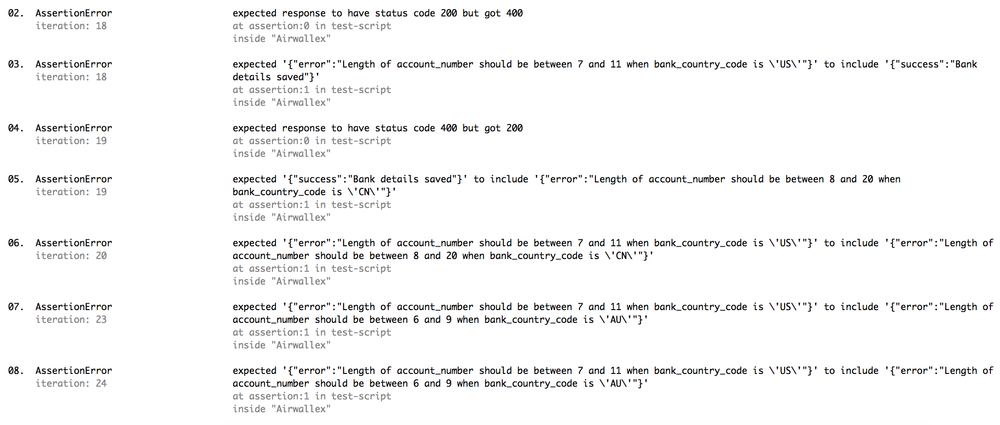 02. AssertionError expected response to have status code 200 but got 400
iteration: 18 at assertion:0 in test-script
inside "Airwallex"
03. AssertionError expected '{"error":"Length of account_number should be between 7 and 11 when bank_country_code is \'US\'"}' to include '{"success":"Bank
iteration: 18 details saved"}'
at assertion:1 in test-script
inside "Airwallex"
04. AssertionError expected response to have status code 400 but got 200
iteration: 19 at assertion:0 in test-script
inside "Airwallex"
05. AssertionError expected '{"success":"Bank details saved"}' to include '{"error":"Length of account_number should be between 8 and 20 when
iteration: 19 bank_country_code is \'CN\'"}'
at assertion:1 in test-script
inside "Airwallex"
06. AssertionError expected '{"error":"Length of account_number should be between 7 and 11 when bank_country_code is \'US\'"}' to include '{"error":"Length of
iteration: 20 account_number should be between 8 and 20 when bank_country_code is \'CN\'"}'
at assertion:1 in test-script
inside "Airwallex"
07. AssertionError expected '{"error":"Length of account_number should be between 7 and 11 when bank_country_code is \'US\'"}' to include '{"error":"Length of
iteration: 23 account_number should be between 6 and 9 when bank_country_code is \'AU\'"}'
at assertion:1 in test-script
inside "Airwallex"
08. AssertionError expected '{"error":"Length of account_number should be between 7 and 11 when bank_country_code is \'US\'"}' to include '{"error":"Length of
iteration: 24 account_number should be between 6 and 9 when bank_country_code is \'AU\'"}'
at assertion:1 in test-script
inside "Airwallex"